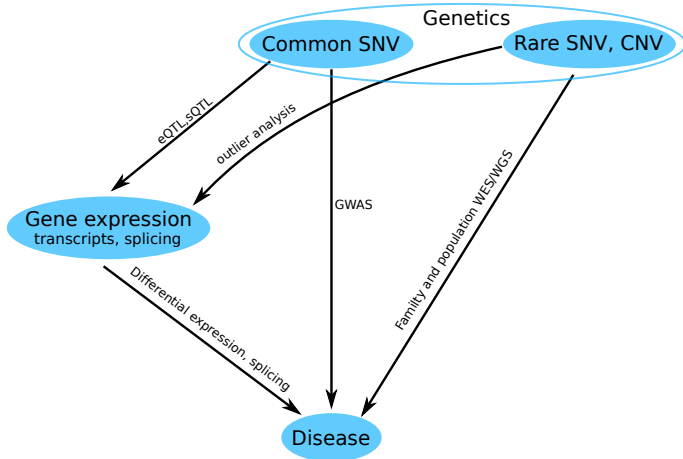 Genetics
Common SNV
Rare SNV, CNV
eQTL,sQTL
outlier analysis
GWAS
Familty and population WES/WGS
Gene expression
transcripts, splicing
Differential expression, splicing
Disease